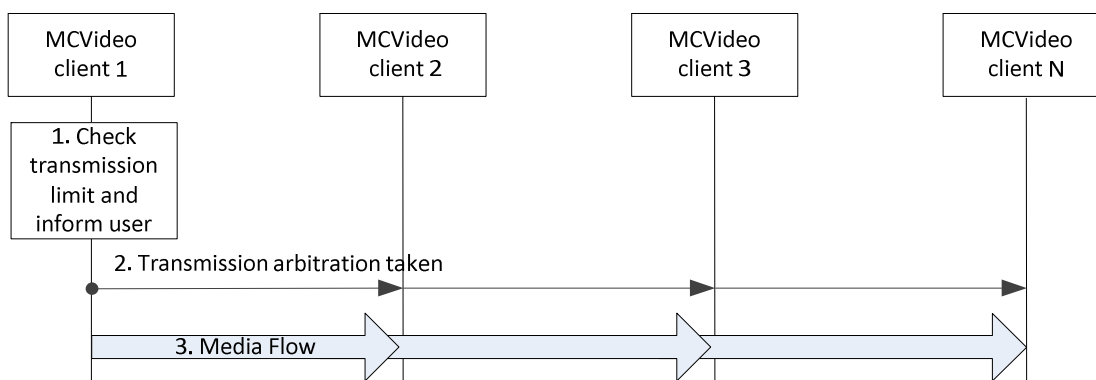 MCVideo
client 1
MCVideo
client 2
MCVideo
client 3
MCVideo
client N
1. Check
transmission
limit and
inform user
2. Transmission arbitration taken
3. Media Flow